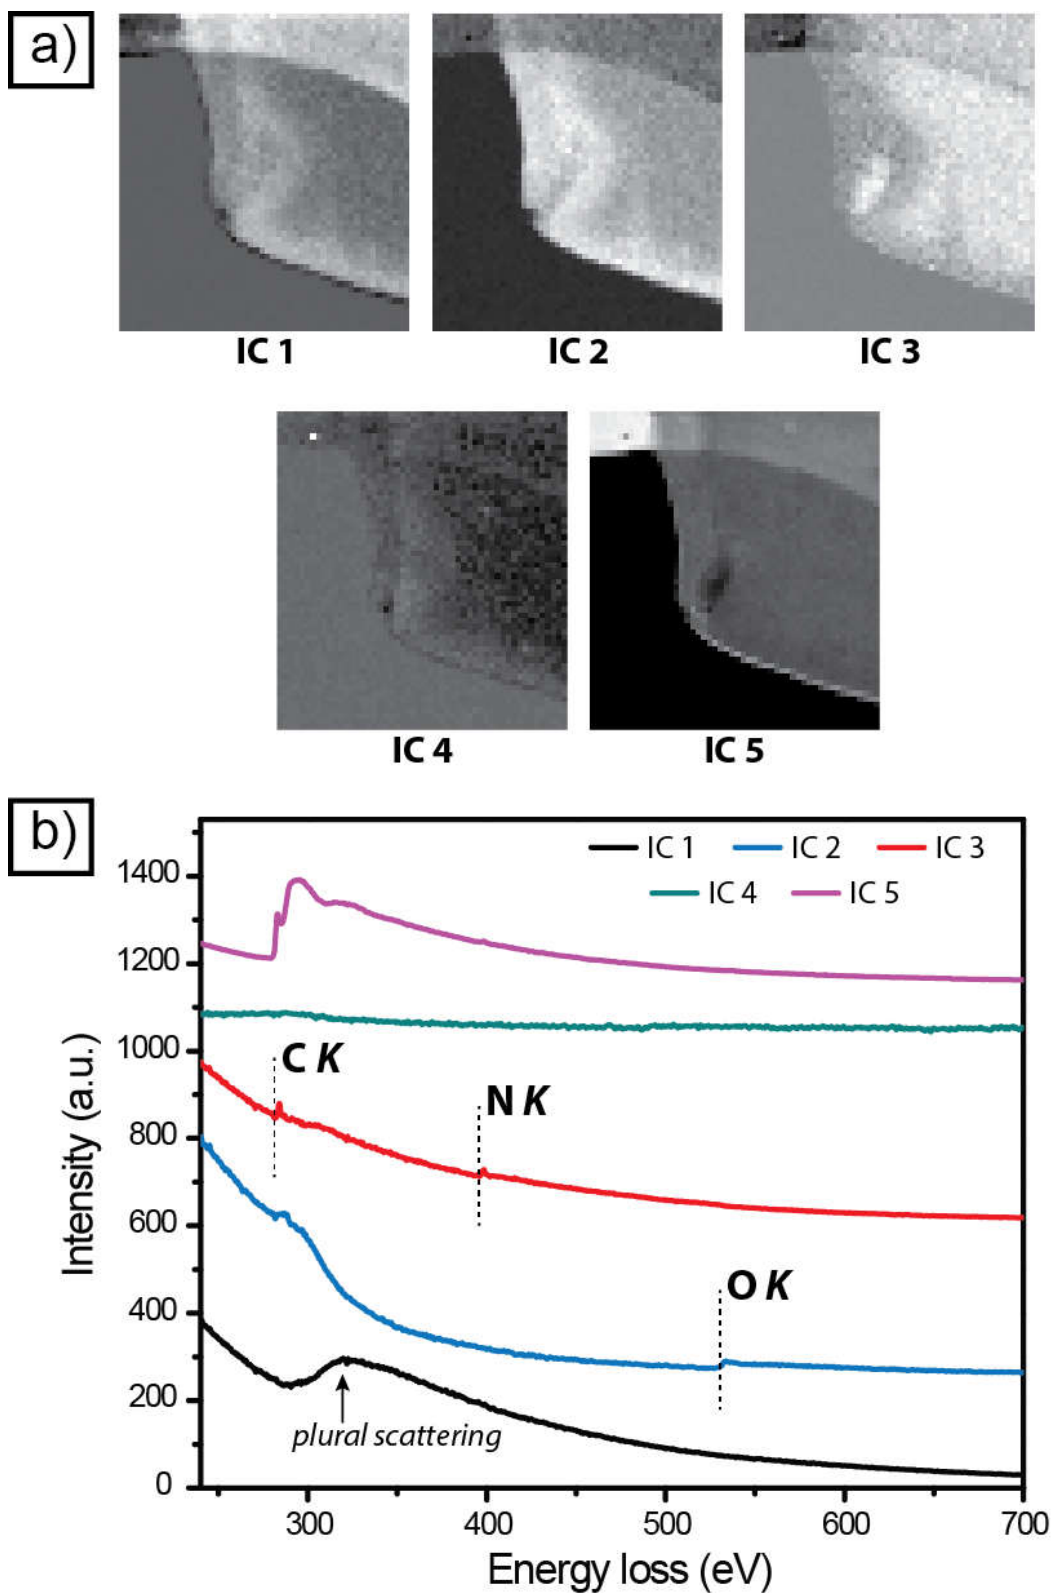 a)
IC 1
IC 2
IC 3
IC 4
IC 5
b)
IC 1
IC 2
IC 3
IC 4
IC 5
1400
1200
1000
800
600
400
200
0
Intensity (a.u.)
C K
N K
O K
plural scattering
300
400
500
600
700
Energy loss (eV)